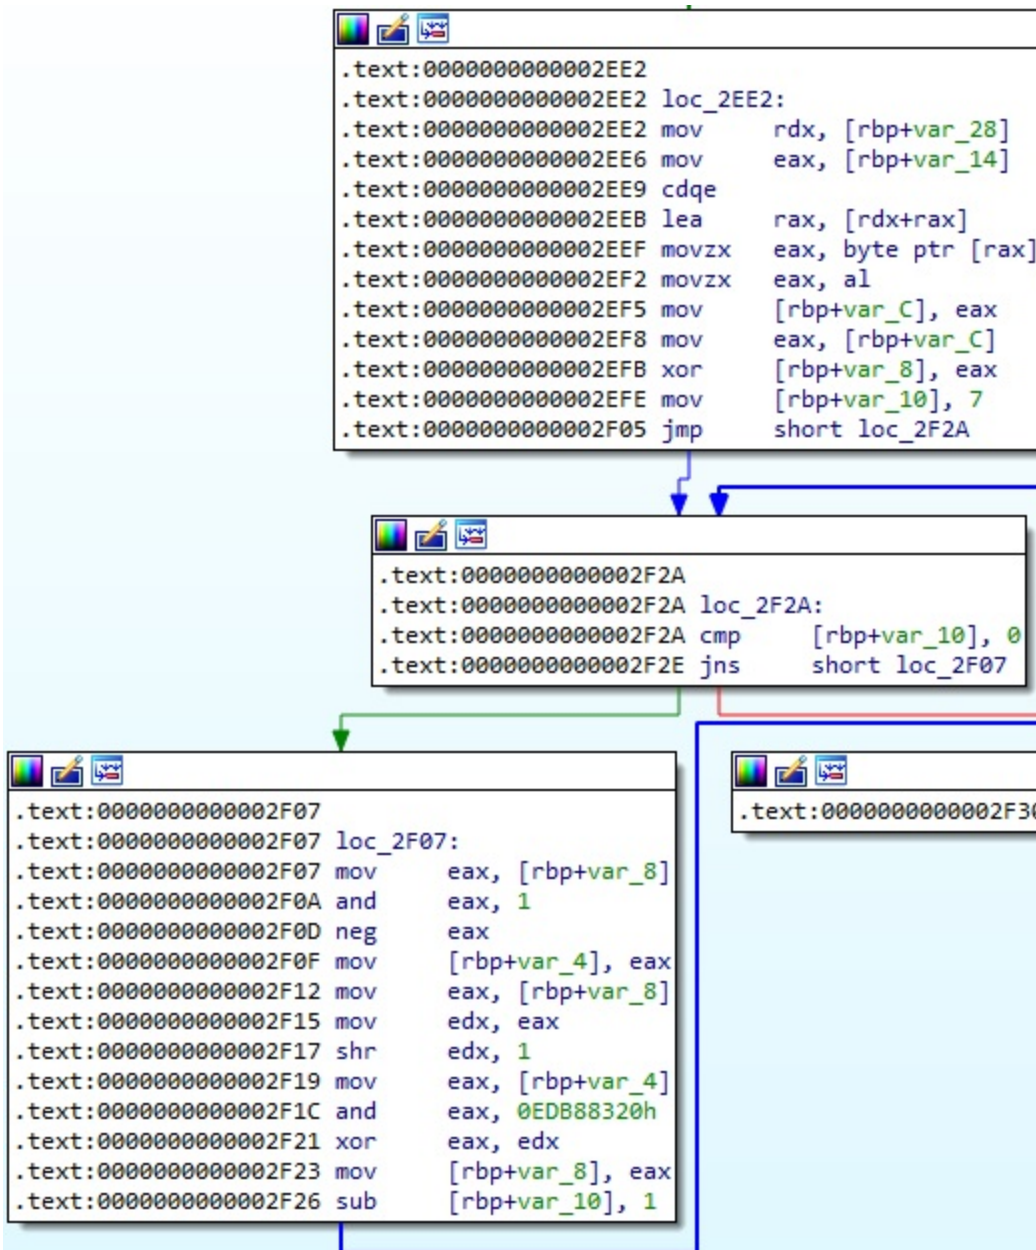 .text:0000000000002EE2
.text:0000000000002EE2 loc_2EE2:
.text:0000000000002EE2 mov rdx, [rbp+var_28]
.text:0000000000002EE6 mov eax, [rbp+var_14]
.text:0000000000002EE9 cdqe
.text:0000000000002EEB lea rax, [rdx+rax]
.text:0000000000002EEF movzx eax, byte ptr [rax]
.text:0000000000002EF2 movzx eax, al
.text:0000000000002EF5 mov [rbp+var_C], eax
.text:0000000000002EF8 mov eax, [rbp+var_C]
.text:0000000000002EFB xor [rbp+var_8], eax
.text:0000000000002EFE mov [rbp+var_10], 7
.text:0000000000002F05 jmp short loc_2F2A
.text:0000000000002F2A
.text:0000000000002F2A loc_2F2A:
.text:0000000000002F2A cmp [rbp+var_10], 0
.text:0000000000002F2E jns short loc_2F07
.text:0000000000002F07
.text:0000000000002F07 loc_2F07:
.text:0000000000002F07 mov eax, [rbp+var_8]
.text:0000000000002F0A and eax, 1
.text:0000000000002F0D neg eax
.text:0000000000002F0F mov [rbp+var_4], eax
.text:0000000000002F12 mov eax, [rbp+var_8]
.text:0000000000002F15 mov edx, eax
.text:0000000000002F17 shr edx, 1
.text:0000000000002F19 mov eax, [rbp+var_4]
.text:0000000000002F1C and eax, 0EDB88320h
.text:0000000000002F21 xor eax, edx
.text:0000000000002F23 mov [rbp+var_8], eax
.text:0000000000002F26 sub [rbp+var_10], 1
.text:0000000000002F30